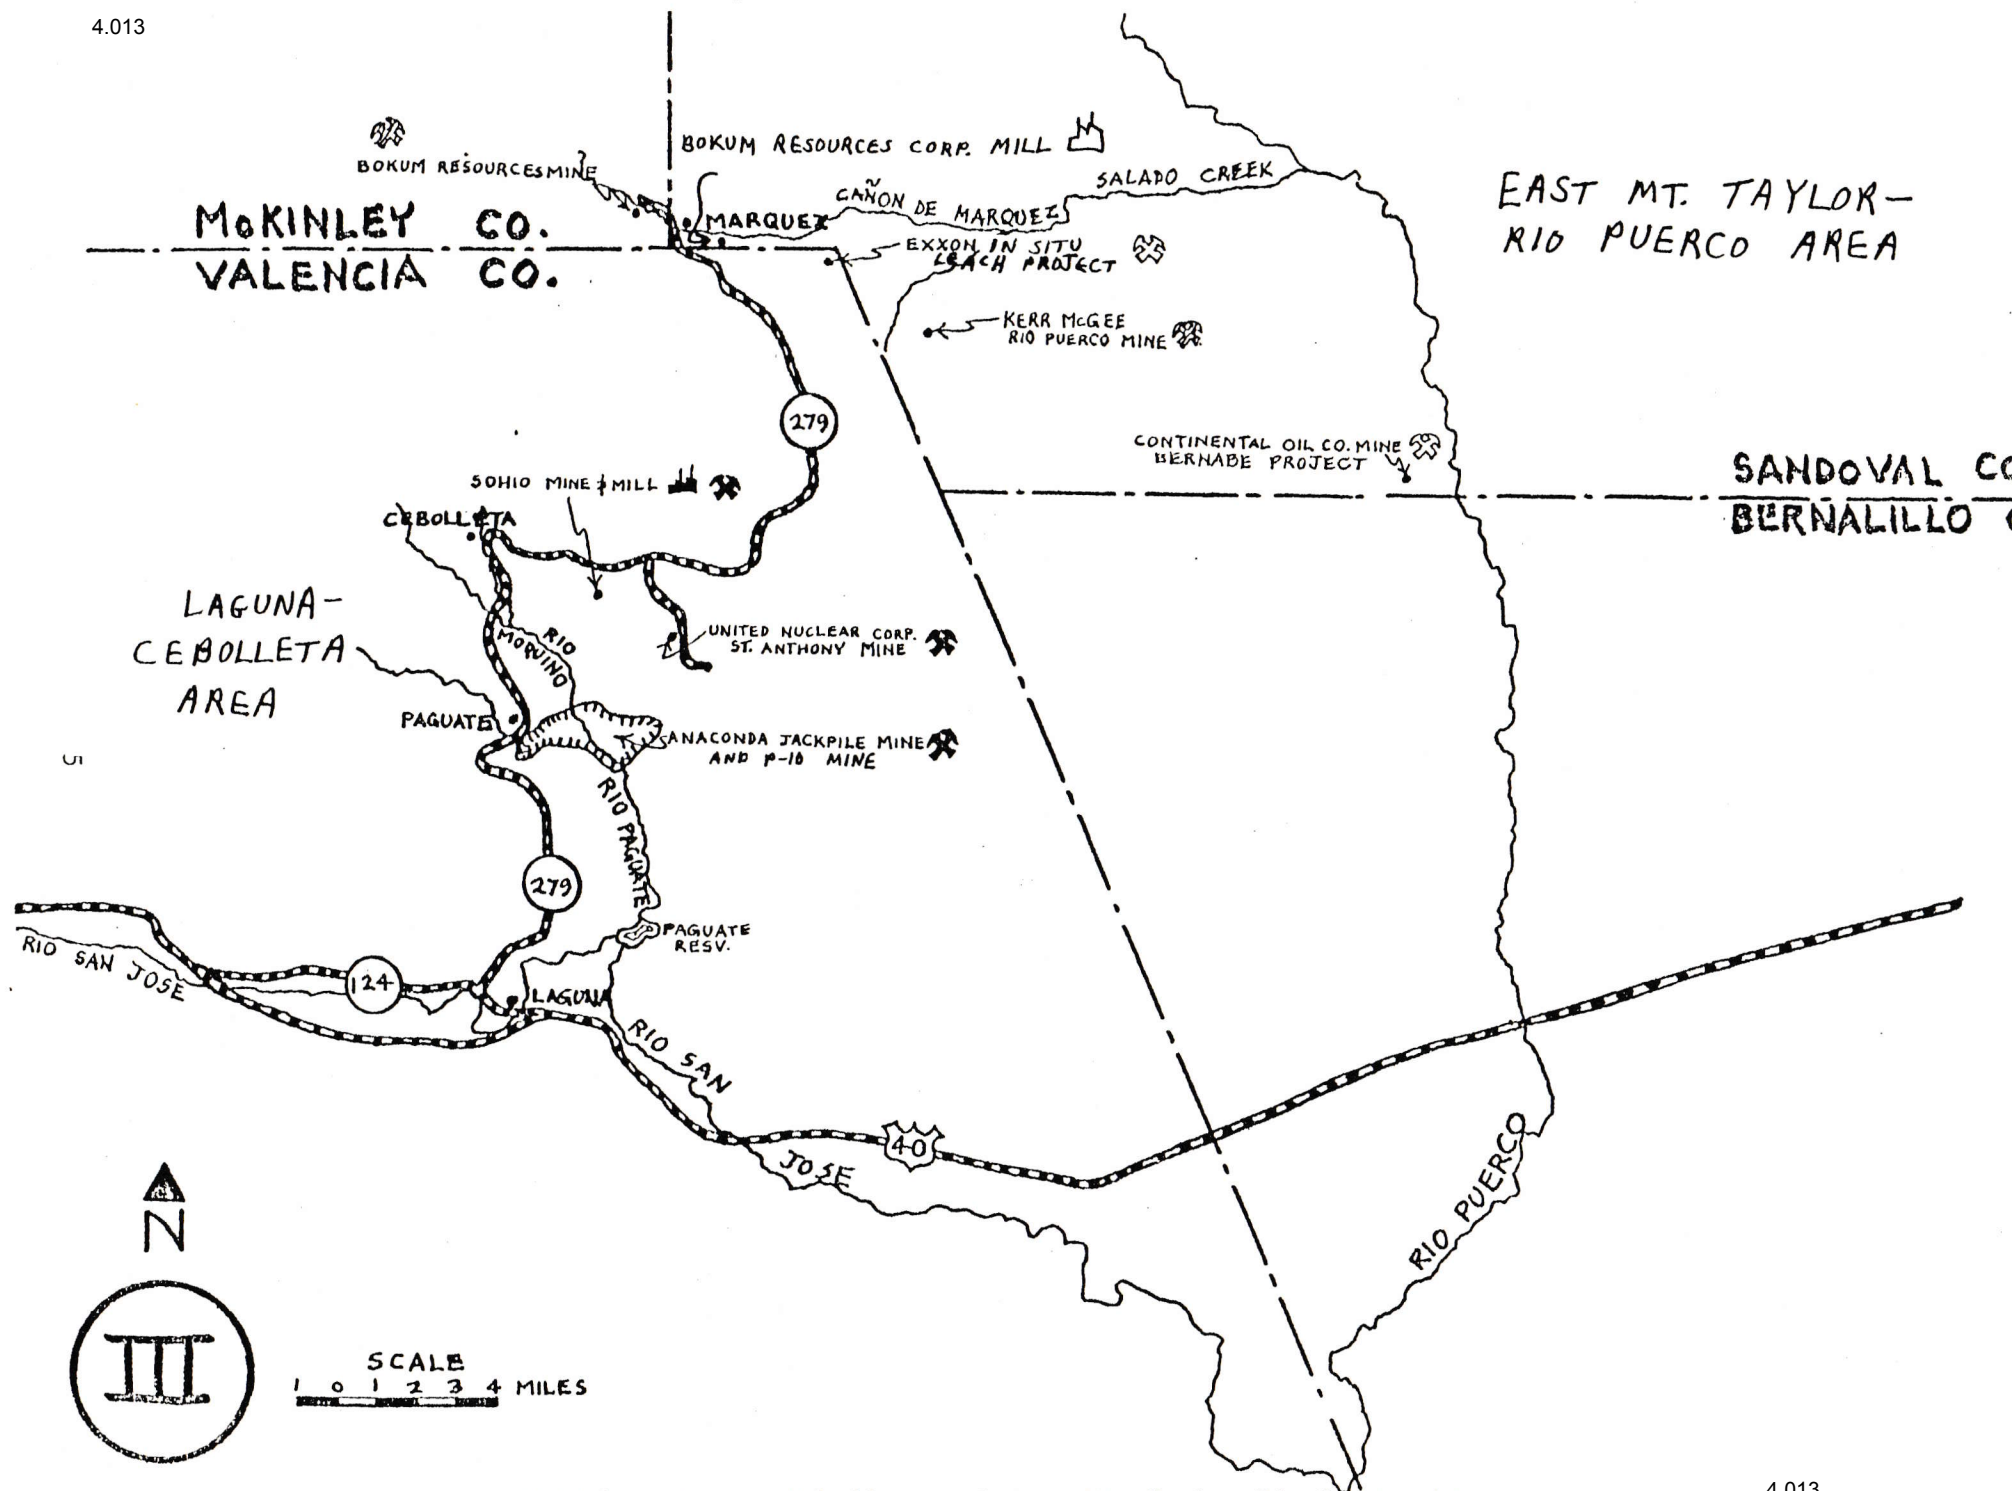 4.013
BOKUM RESOURCES CORP. MILL
BOKUM RESOURCES MINE
SALADO CREEK
CAÑON DE MARQUEZ
MARQUEZ
EAST MT. TAYLOR-
RIO PUERCO AREA
McKINLEY CO.
VALENCIA CO.
EXXON IN SITU
LEACH PROJECT
KERR McGEE
RIO PUERCO MINE
279
CONTINENTAL OIL CO. MINE
BERNABE PROJECT
SANDOVAL CO
BERNALILLO
SOHIO MINE & MILL
CEBOLLETA
LAGUNA-
CEBOLLETA
AREA
RIO
MOQUINO
UNITED NUCLEAR CORP.
ST. ANTHONY MINE
PAGUATE
ANACONDA JACKPILE MINE
AND P-10 MINE
5
RIO PAGUATE
279
PAGUATE
RESV.
RIO SAN JOSE
124
LAGUNA
RIO SAN
JOSE
40
RIO PUERCO
N
III
SCALE
1 0 1 2 3 4 MILES
4.013